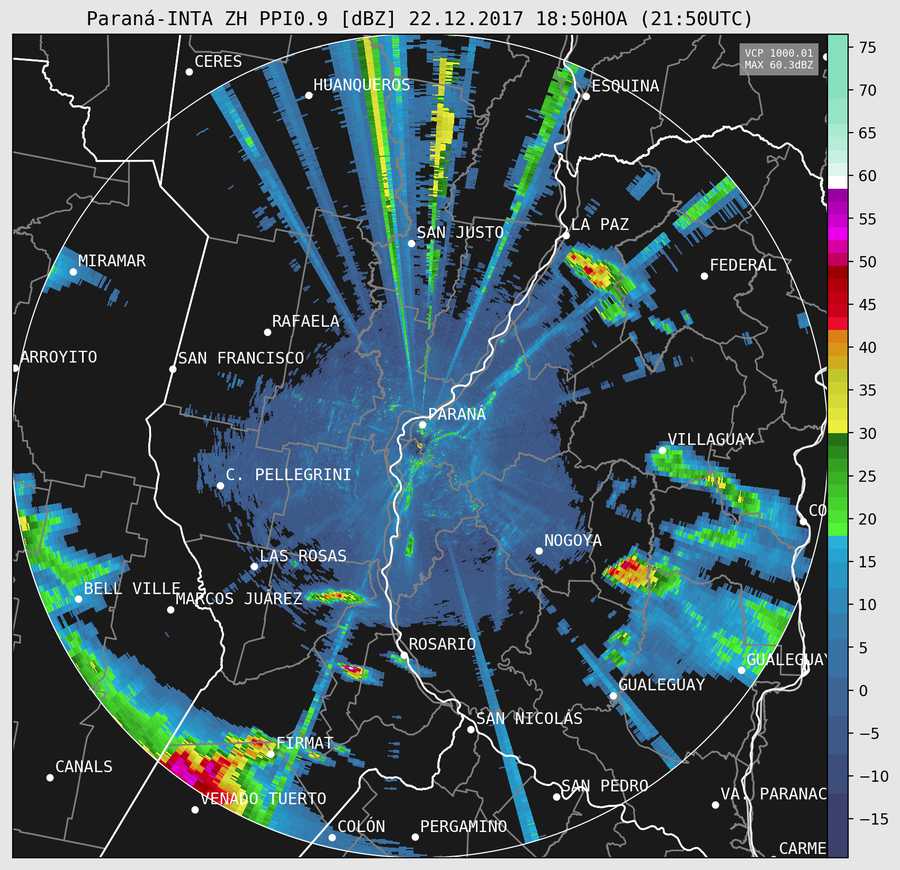 Paraná-INTA ZH PPI0.9 [dBZ] 22.12.2017 18:50HOA (21:50UTC)
VCP 1000.01
MAX 60.3dBZ
CERES
HUANQUEROS
ESQUINA
SAN JUSTO
LA PAZ
MIRAMAR
FEDERAL
RAFAELA
ARROYITO
SAN FRANCISCO
PARANÁ
VILLAGUAY
C. PELLEGRINI
CO
NOGOYA
LAS ROSAS
BELL VILLE
MARCOS JUAREZ
ROSARIO
GUALEGUAY
GUALEGUAY
SAN NICOLÁS
FIRMAT
CANALS
SAN PEDRO
VENADO TUERTO
VA. PARANAC
COLÓN
PERGAMINO
CARME
75
70
65
60
55
50
45
40
35
30
25
20
15
10
5
0
−5
−10
−15